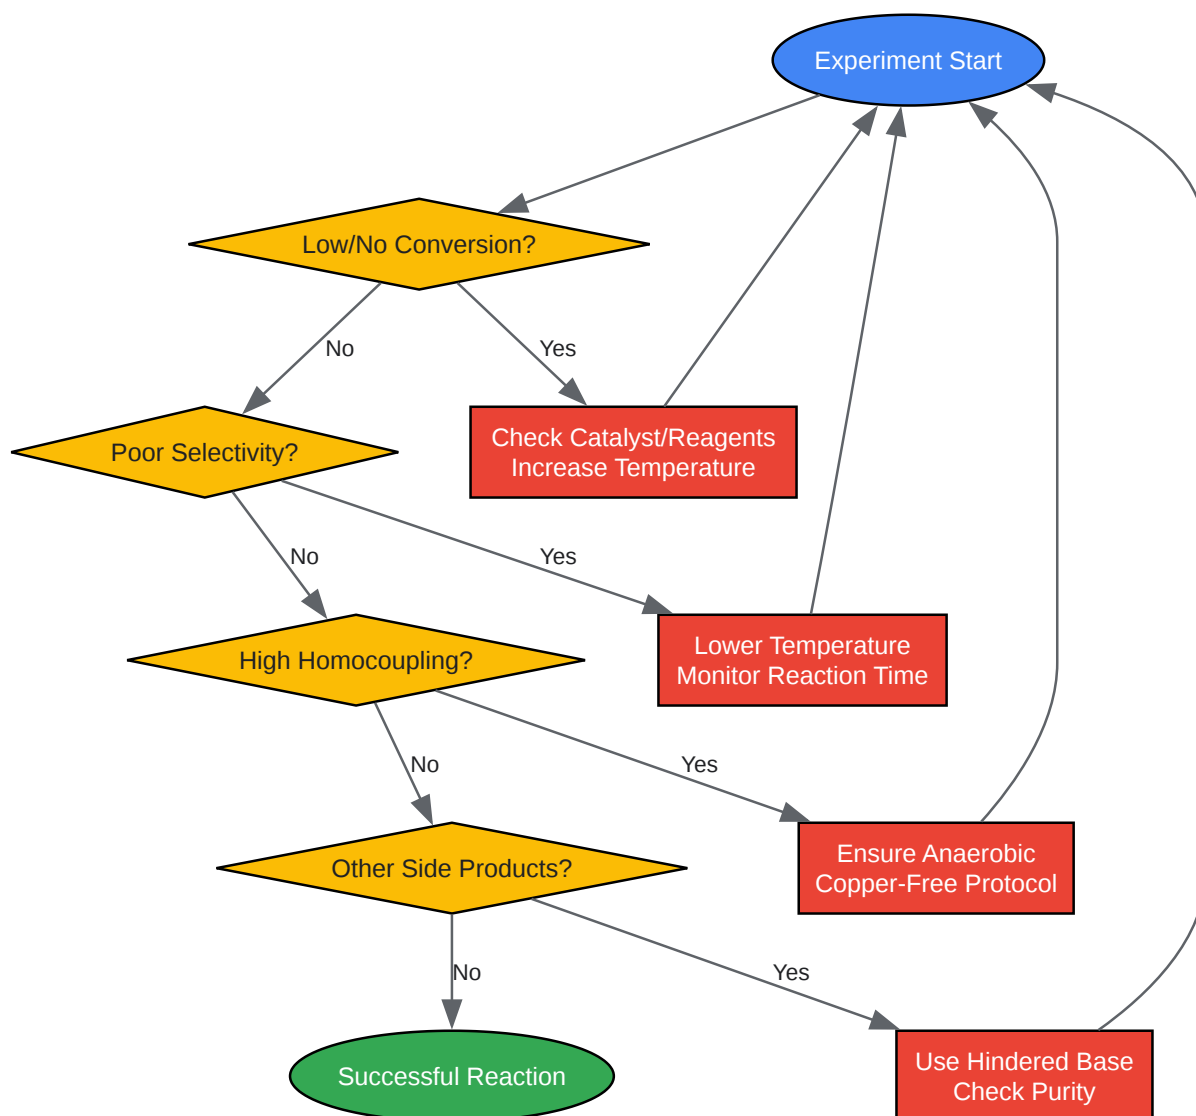 Experiment Start
Low/No Conversion?
No
Yes
Poor Selectivity?
Check Catalyst/Reagents
Increase Temperature
No
Yes
High Homocoupling?
Lower Temperature
Monitor Reaction Time
No
Yes
Other Side Products?
Ensure Anaerobic
Copper-Free Protocol
No
Yes
Successful Reaction
Use Hindered Base
Check Purity